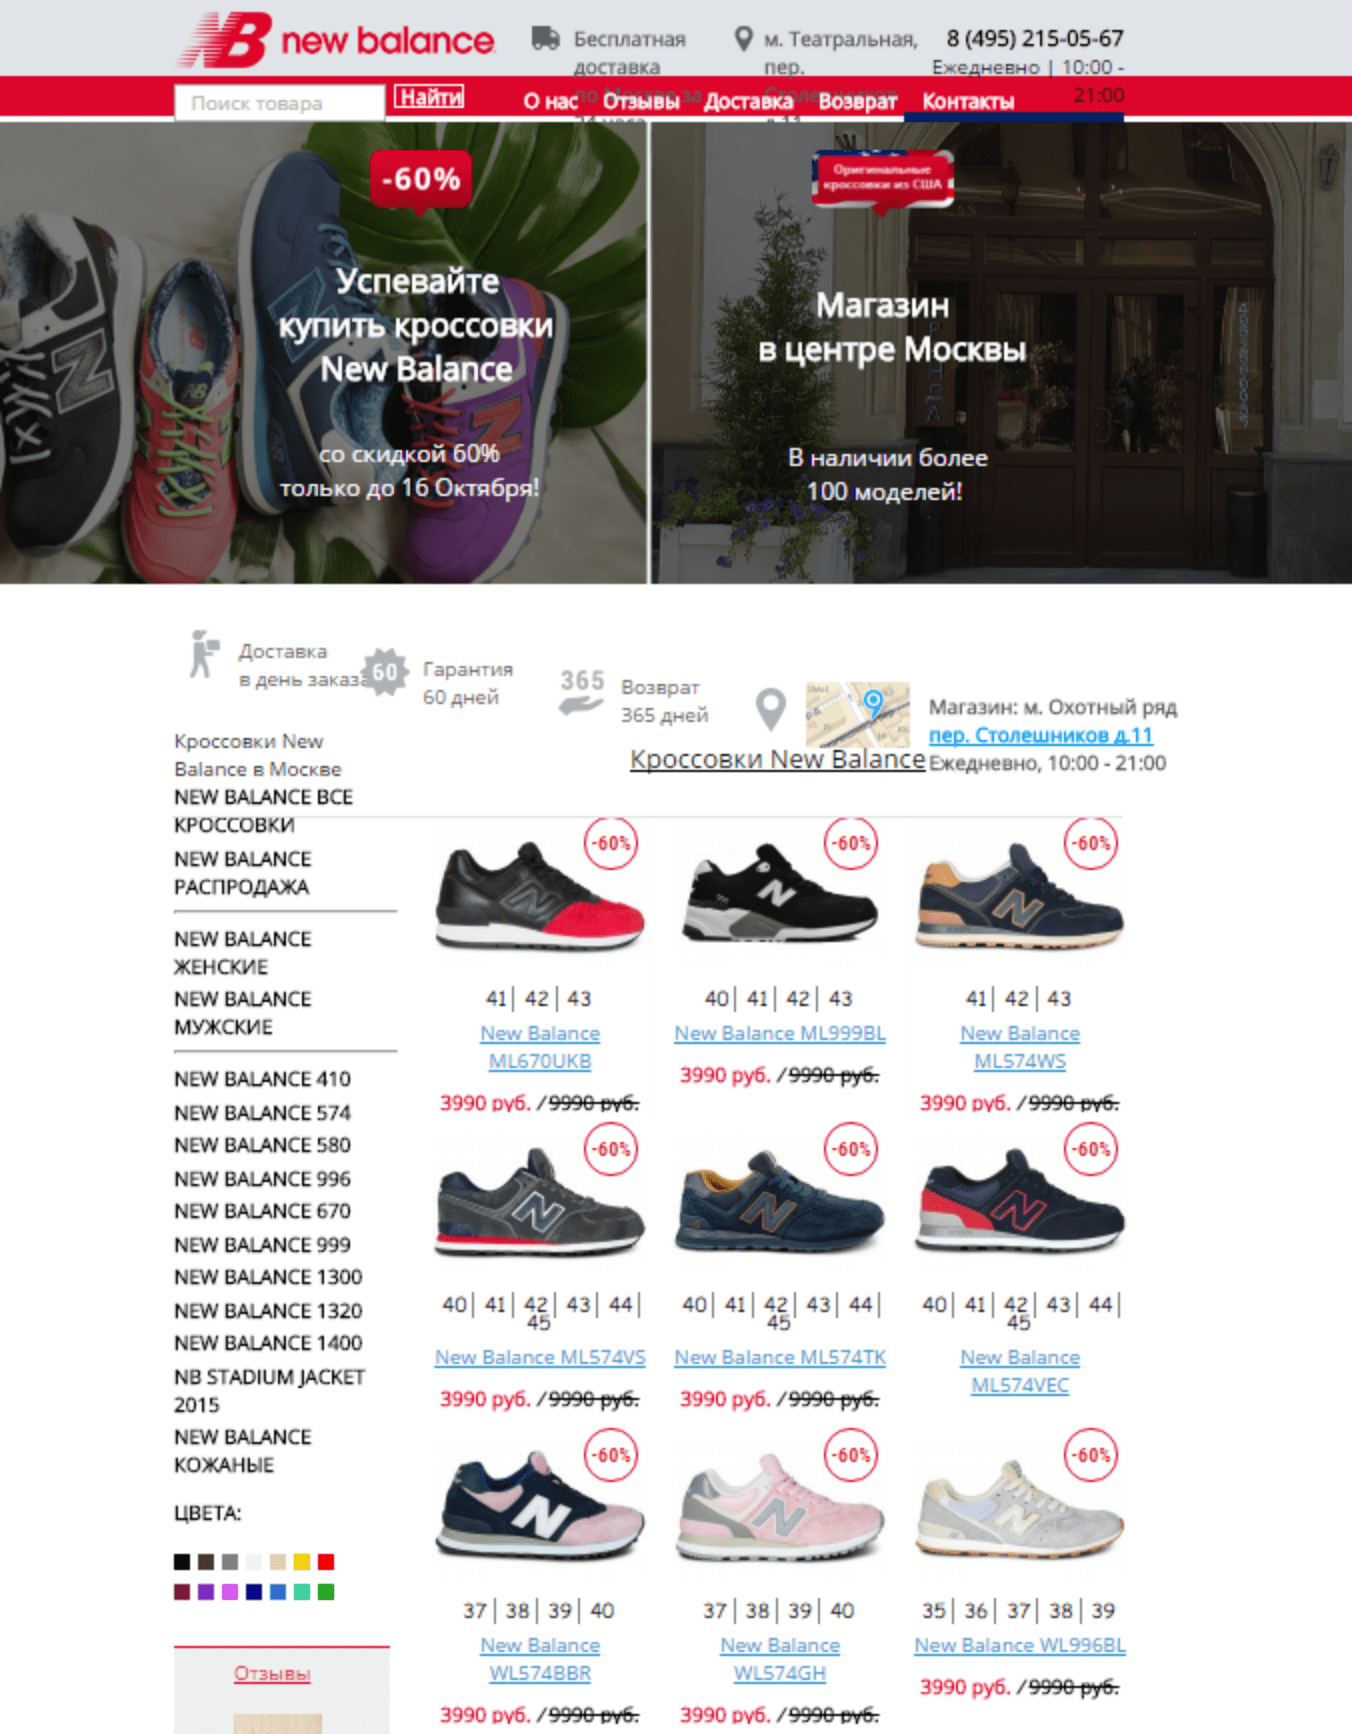 new balance
Бесплатная
доставка
по Москве за
24 часа
м. Театральная,
пер.
Столешников
д.11
8 (495) 215-05-67
Ежедневно | 10:00 -
21:00
Поиск товара
Найти
О нас Отзывы Доставка Возврат Контакты
-60%
Успевайте
купить кроссовки
New Balance
со скидкой 60%
только до 16 Октября!
Оригинальные
кроссовки из США
Магазин
в центре Москвы
В наличии более
100 моделей!
Доставка
в день заказа
60
Гарантия
60 дней
365
Возврат
365 дней
Магазин: м. Охотный ряд
пер. Столешников д.11
Ежедневно, 10:00 - 21:00
Кроссовки New
Balance в Москве
NEW BALANCE ВСЕ
КРОССОВКИ
NEW BALANCE
РАСПРОДАЖА
NEW BALANCE
ЖЕНСКИЕ
NEW BALANCE
МУЖСКИЕ
NEW BALANCE 410
NEW BALANCE 574
NEW BALANCE 580
NEW BALANCE 996
NEW BALANCE 670
NEW BALANCE 999
NEW BALANCE 1300
NEW BALANCE 1320
NEW BALANCE 1400
NB STADIUM JACKET
2015
NEW BALANCE
КОЖАНЫЕ
ЦВЕТА:
Отзывы
Кроссовки New Balance
-60% -60% -60%
41| 42| 43
New Balance
ML670UKB
3990 руб. /9990 руб.
40| 41| 42| 43
New Balance ML999BL
3990 руб. /9990 руб.
41| 42| 43
New Balance
ML574WS
3990 руб. /9990 руб.
-60% -60% -60%
40| 41| 42| 43| 44|
45
New Balance ML574VS
3990 руб. /9990 руб.
40| 41| 42| 43| 44|
45
New Balance ML574TK
3990 руб. /9990 руб.
40| 41| 42| 43| 44|
45
New Balance
ML574VEC
-60% -60% -60%
37| 38| 39| 40
New Balance
WL574BBR
3990 руб. /9990 руб.
37| 38| 39| 40
New Balance
WL574GH
3990 руб. /9990 руб.
35| 36| 37| 38| 39
New Balance WL996BL
3990 руб. /9990 руб.